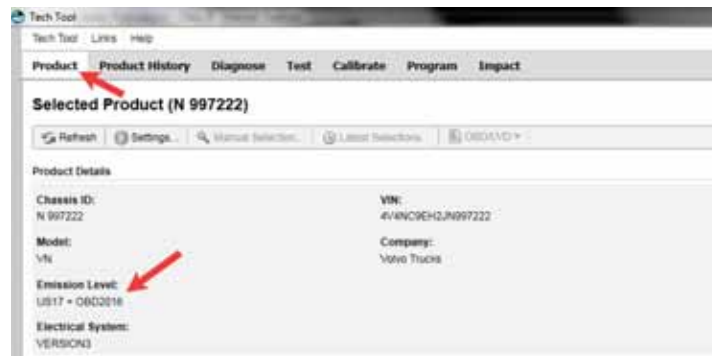 Tech Tool
Tech Tool Links Help
Product Product History Diagnose Test Calibrate Program Impact
Selected Product (N 997222)
Refresh Settings... Manual Selection... Latest Selections
Product Details
Chassis ID: VIN:
N 997222 4V4NC9EH2JN997222
Model: Company:
VN Volvo Trucks
Emission Level:
US17 + OBD2016
Electrical System:
VERSION3